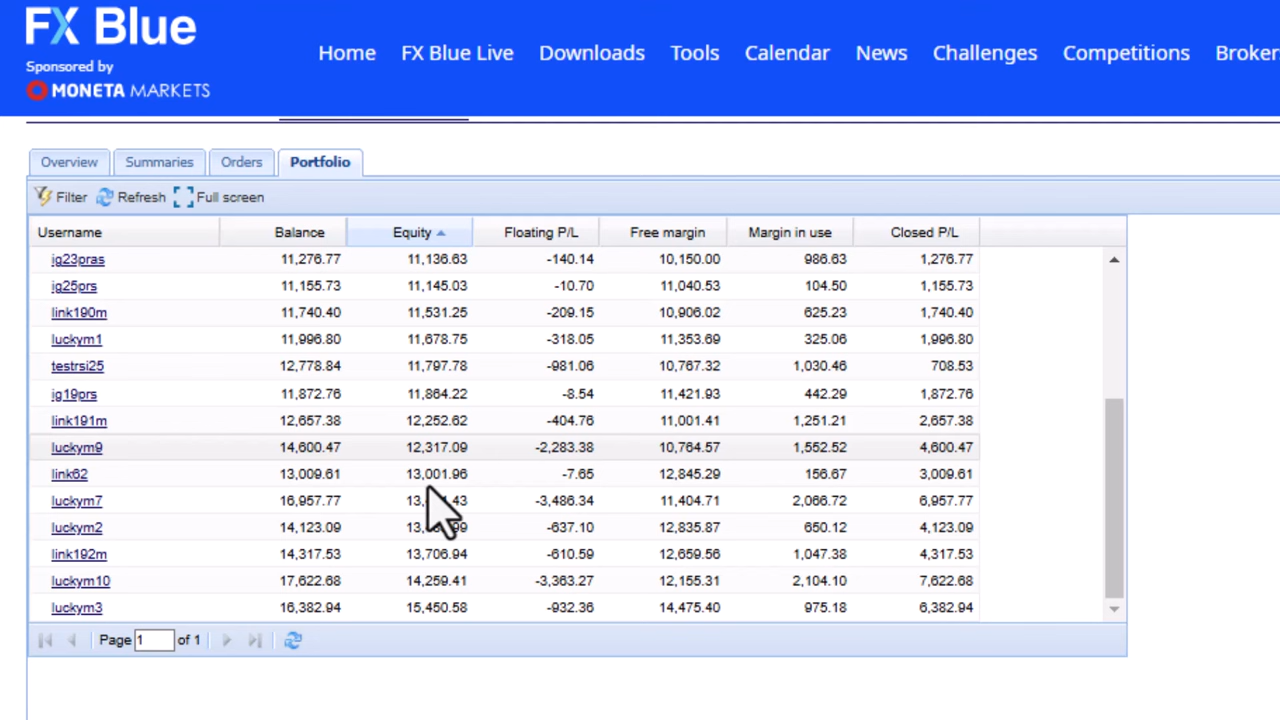 FX Blue
Sponsored by
MONETA MARKETS
Home FX Blue Live Downloads Tools Calendar News Challenges Competitions
Overview Summaries Orders Portfolio
Filter Refresh Full screen
Username Balance Equity Floating P/L Free margin Margin in use Closed P/L
ig23pras 11,276.77 11,136.63 -140.14 10,150.00 986.63 1,276.77
ig25prs 11,155.73 11,145.03 -10.70 11,040.53 104.50 1,155.73
link190m 11,740.40 11,531.25 -209.15 10,906.02 625.23 1,740.40
luckym1 11,996.80 11,678.75 -318.05 11,353.69 325.06 1,996.80
testrsi25 12,778.84 11,797.78 -981.06 10,767.32 1,030.46 708.53
ig19prs 11,872.76 11,864.22 -8.54 11,421.93 442.29 1,872.76
link191m 12,657.38 12,252.62 -404.76 11,001.41 1,251.21 2,657.38
luckym9 14,600.47 12,317.09 -2,283.38 10,764.57 1,552.52 4,600.47
link62 13,009.61 13,001.96 -7.65 12,845.29 156.67 3,009.61
luckym7 16,957.77 -3,486.34 11,404.71 2,066.72 6,957.77
luckym2 14,123.09 -637.10 12,835.87 650.12 4,123.09
link192m 14,317.53 13,706.94 -610.59 12,659.56 1,047.38 4,317.53
luckym10 17,622.68 14,259.41 -3,363.27 12,155.31 2,104.10 7,622.68
luckym3 16,382.94 15,450.58 -932.36 14,475.40 975.18 6,382.94
Page 1 of 1